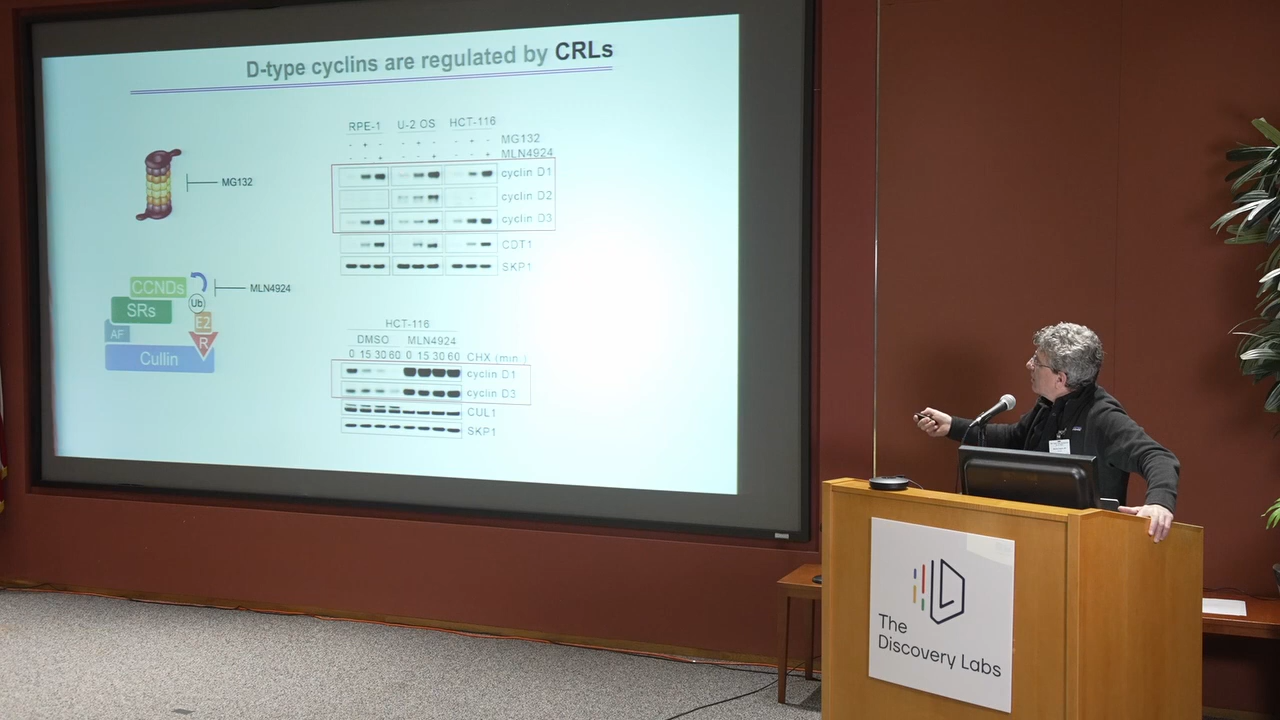 D-type cyclins are regulated by CRLs
RPE-1 U-2 OS HCT-116
- + - + - + MG132
+ + + MLN4924
cyclin D1
cyclin D2
cyclin D3
CDT1
SKP1
MG132
CCNDs
SRs
AF
Cullin
Ub
E2
R
MLN4924
HCT-116
DMSO MLN4924
0 15 30 60 0 15 30 60 CHX (min.)
cyclin D1
cyclin D3
CUL1
SKP1
The
Discovery Labs